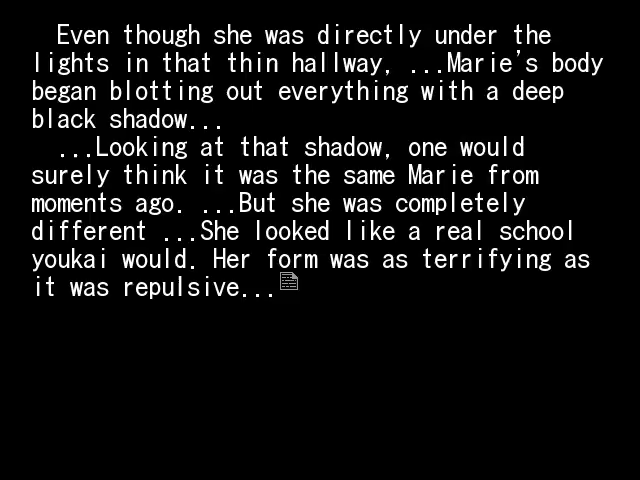 Even though she was directly under the
lights in that thin hallway, ...Marie's body
began blotting out everything with a deep
black shadow...
...Looking at that shadow, one would
surely think it was the same Marie from
moments ago. ...But she was completely
different ...She looked like a real school
youkai would. Her form was as terrifying as
it was repulsive...